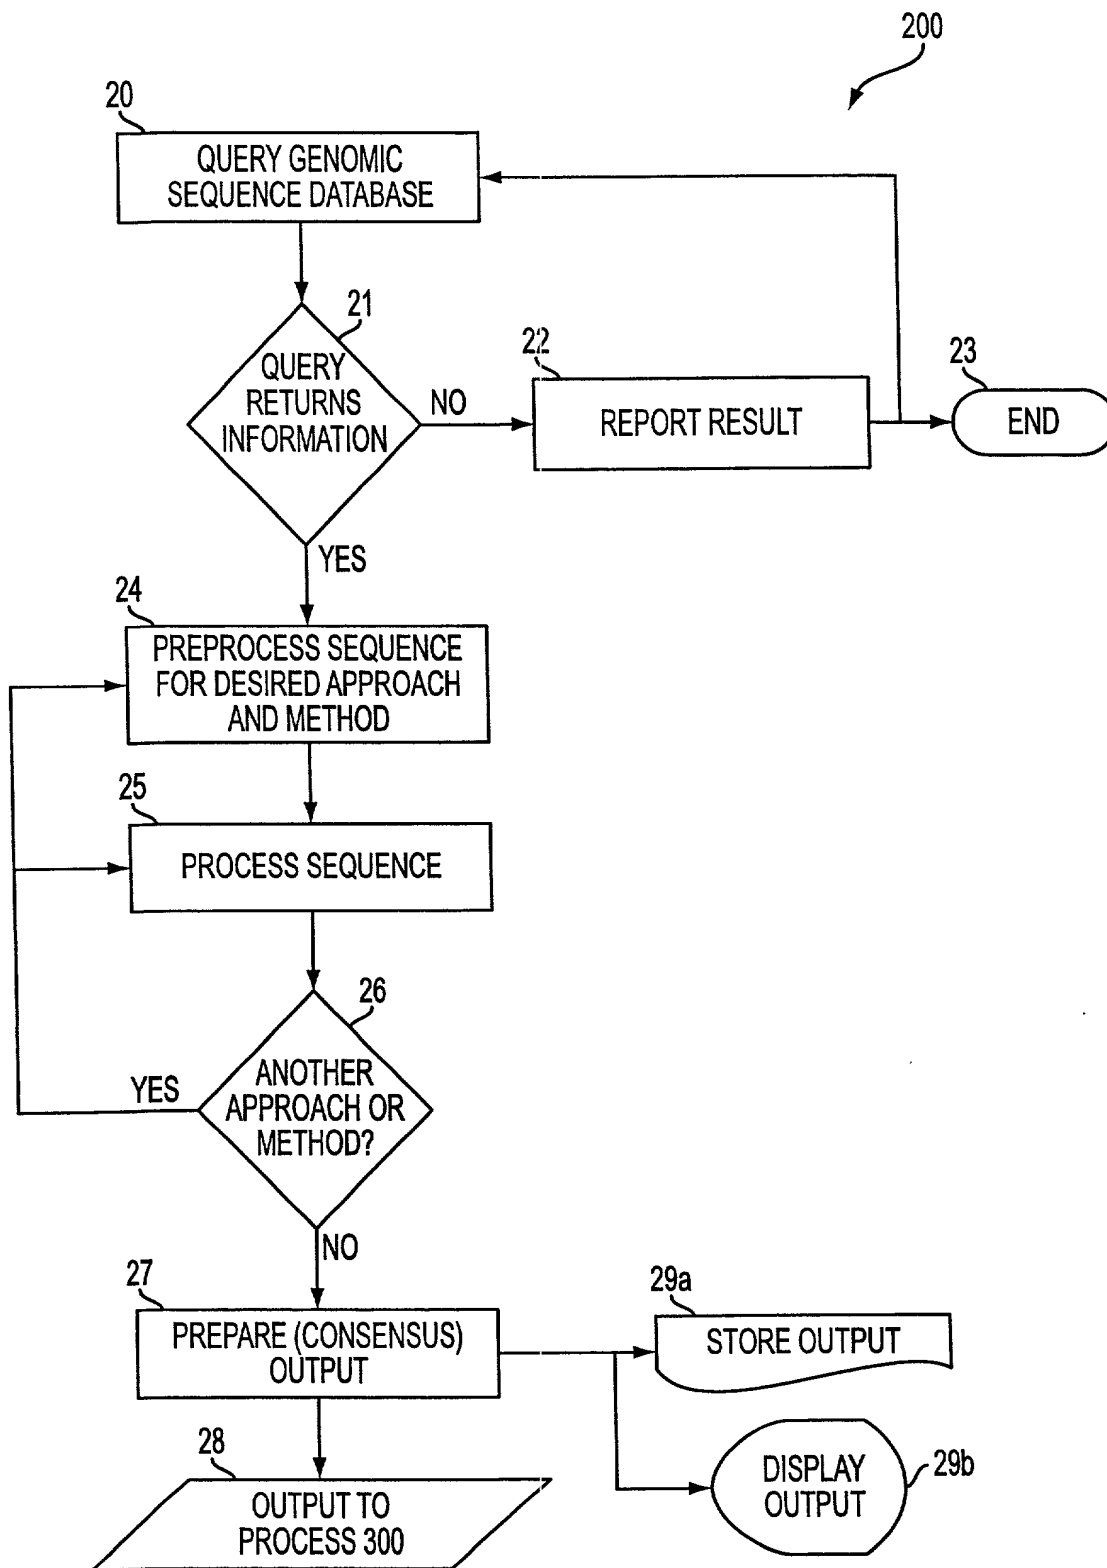 200
20
QUERY GENOMIC
SEQUENCE DATABASE
21
QUERY
RETURNS
INFORMATION
NO
22
REPORT RESULT
23
END
YES
24
PREPROCESS SEQUENCE
FOR DESIRED APPROACH
AND METHOD
25
PROCESS SEQUENCE
26
ANOTHER
APPROACH OR
METHOD?
YES
NO
27
PREPARE (CONSENSUS)
OUTPUT
29a
STORE OUTPUT
28
OUTPUT TO
PROCESS 300
DISPLAY
OUTPUT
29b